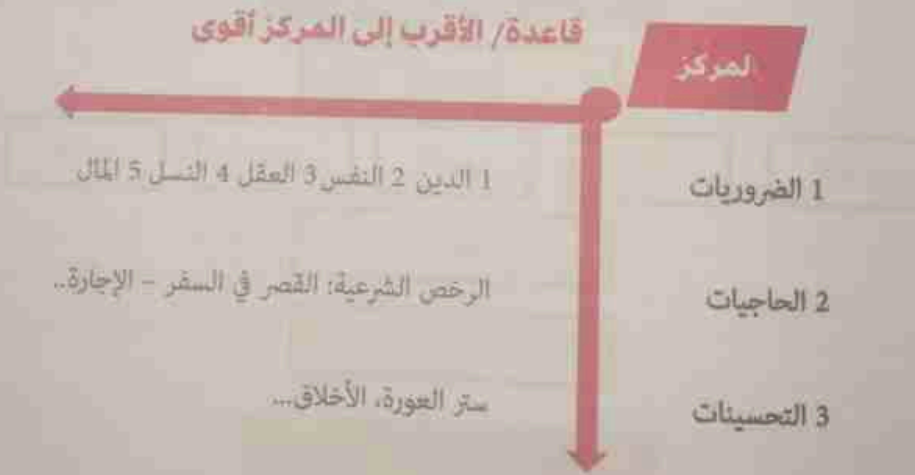 قاعدة/ الأقرب إلى المركز أقوى
المركز
1 الضروريات
1 الدين 2 النفس 3 العقل 4 النسل 5 المال
2 الحاجيات
الرخص الشرعية: القصر في السفر – الإجارة..
3 التحسينات
ستر العورة، الأخلاق...